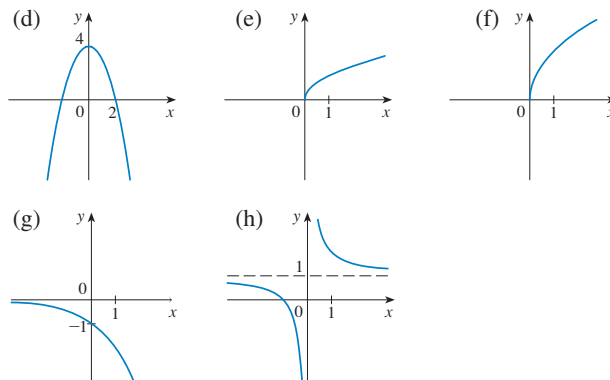 (d) y 4 0 2 x
(e) y 0 1 x
(f) y 0 1 x
(g) y 0 1 x −1
(h) y 1 0 1 x